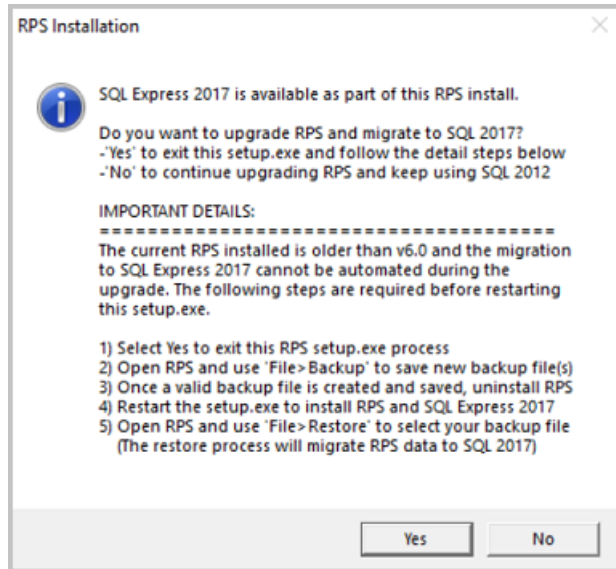 RPS Installation
SQL Express 2017 is available as part of this RPS install.
Do you want to upgrade RPS and migrate to SQL 2017?
-'Yes' to exit this setup.exe and follow the detail steps below
-'No' to continue upgrading RPS and keep using SQL 2012
IMPORTANT DETAILS:
=======================================
The current RPS installed is older than v6.0 and the migration
to SQL Express 2017 cannot be automated during the
upgrade. The following steps are required before restarting
this setup.exe.
1) Select Yes to exit this RPS setup.exe process
2) Open RPS and use 'File>Backup' to save new backup file(s)
3) Once a valid backup file is created and saved, uninstall RPS
4) Restart the setup.exe to install RPS and SQL Express 2017
5) Open RPS and use 'File>Restore' to select your backup file
(The restore process will migrate RPS data to SQL 2017)
Yes No